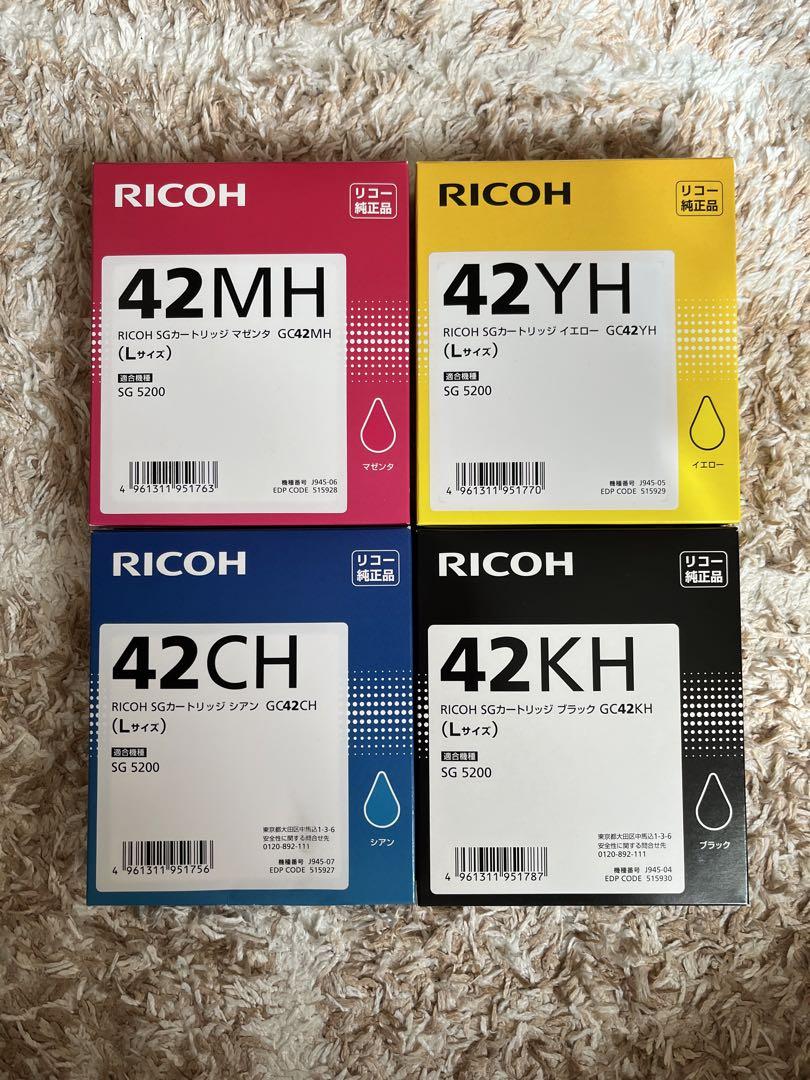 RICOH
リコー
純正品
42MH
RICOH SGカートリッジ マゼンタ GC42MH
(Lサイズ)
適合機種
SG 5200
マゼンタ
4 961311 951763
機種番号 J945-06
EDP CODE 515928
RICOH
リコー
純正品
42YH
RICOH SGカートリッジ イエロー GC42YH
(Lサイズ)
適合機種
SG 5200
イエロー
4 961311 951770
機種番号 J945-05
EDP CODE 515929
RICOH
リコー
純正品
42CH
RICOH SGカートリッジ シアン GC42CH
(Lサイズ)
適合機種
SG 5200
シアン
東京都大田区中馬込1-3-6
安全性に関する問合せ先
0120-892-111
4 961311 951756
機種番号 J945-07
EDP CODE 515927
RICOH
リコー
純正品
42KH
RICOH SGカートリッジ ブラック GC42KH
(Lサイズ)
適合機種
SG 5200
ブラック
東京都大田区中馬込1-3-6
安全性に関する問合せ先
0120-892-111
4 961311 951787
機種番号 J945-04
EDP CODE 515930